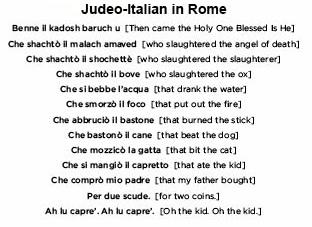 Judeo-Italian in Rome
Benne il kadosh baruch u [Then came the Holy One Blessed Is He]
Che shachtò il malach amaved [who slaughtered the angel of death]
Che shachtò il shochettè [who slaughtered the slaughterer]
Che shachtò il bove [who slaughtered the ox]
Che si bebbe l'acqua [that drank the water]
Che smorzò il foco [that put out the fire]
Che abbruciò il bastone [that burned the stick]
Che bastonò il cane [that beat the dog]
Che mozzicò la gatta [that bit the cat]
Che si mangiò il capretto [that ate the kid]
Che comprò mio padre [that my father bought]
Per due scude. [for two coins.]
Ah lu capre'. Ah lu capre'. [Oh the kid. Oh the kid.]